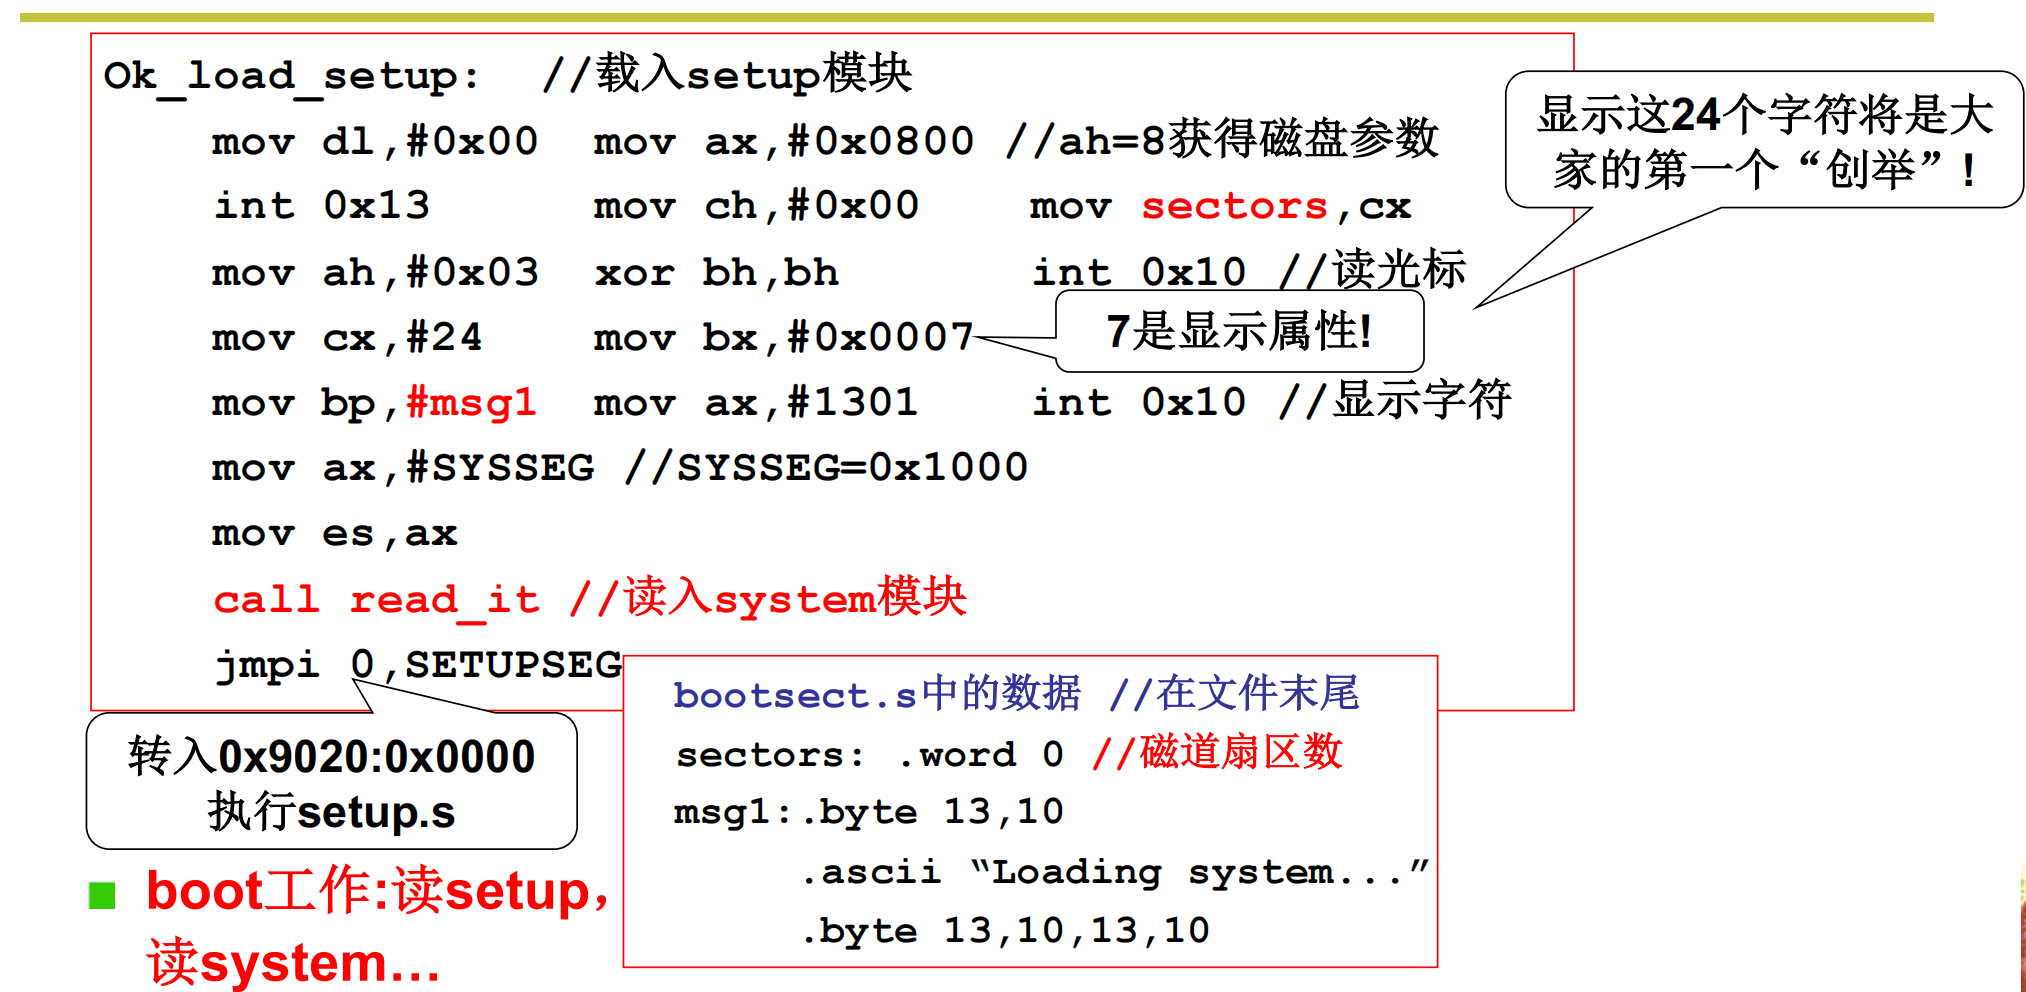 Ok_load_setup: //载入setup模块
mov dl,#0x00 mov ax,#0x0800 //ah=8获得磁盘参数
int 0x13 mov ch,#0x00 mov sectors,cx
mov ah,#0x03 xor bh,bh int 0x10 //读光标
mov cx,#24 mov bx,#0x0007
mov bp,#msg1 mov ax,#1301 int 0x10 //显示字符
mov ax,#SYSSEG //SYSSEG=0x1000
mov es,ax
call read_it //读入system模块
jmpi 0,SETUPSEG
显示这24个字符将是大
家的第一个“创举”!
7是显示属性!
转入0x9020:0x0000
执行setup.s
bootsect.s中的数据 //在文件末尾
sectors: .word 0 //磁道扇区数
msg1:.byte 13,10
.ascii “Loading system...”
.byte 13,10,13,10
boot工作:读setup,
读system...